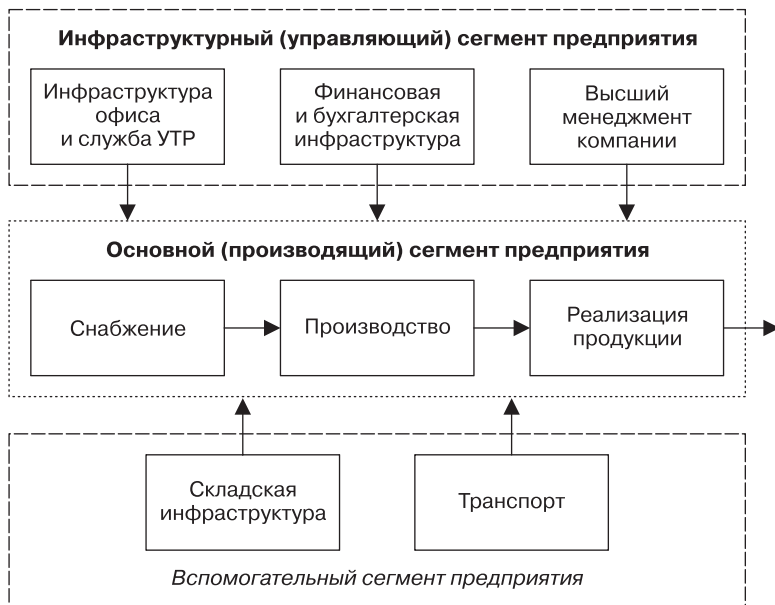 Инфраструктурный (управляющий) сегмент предприятия
Инфраструктура
офиса
и служба УТР
Финансовая
и бухгалтерская
инфраструктура
Высший
менеджмент
компании
Основной (производящий) сегмент предприятия
Снабжение
Производство
Реализация
продукции
Складская
инфраструктура
Транспорт
Вспомогательный сегмент предприятия